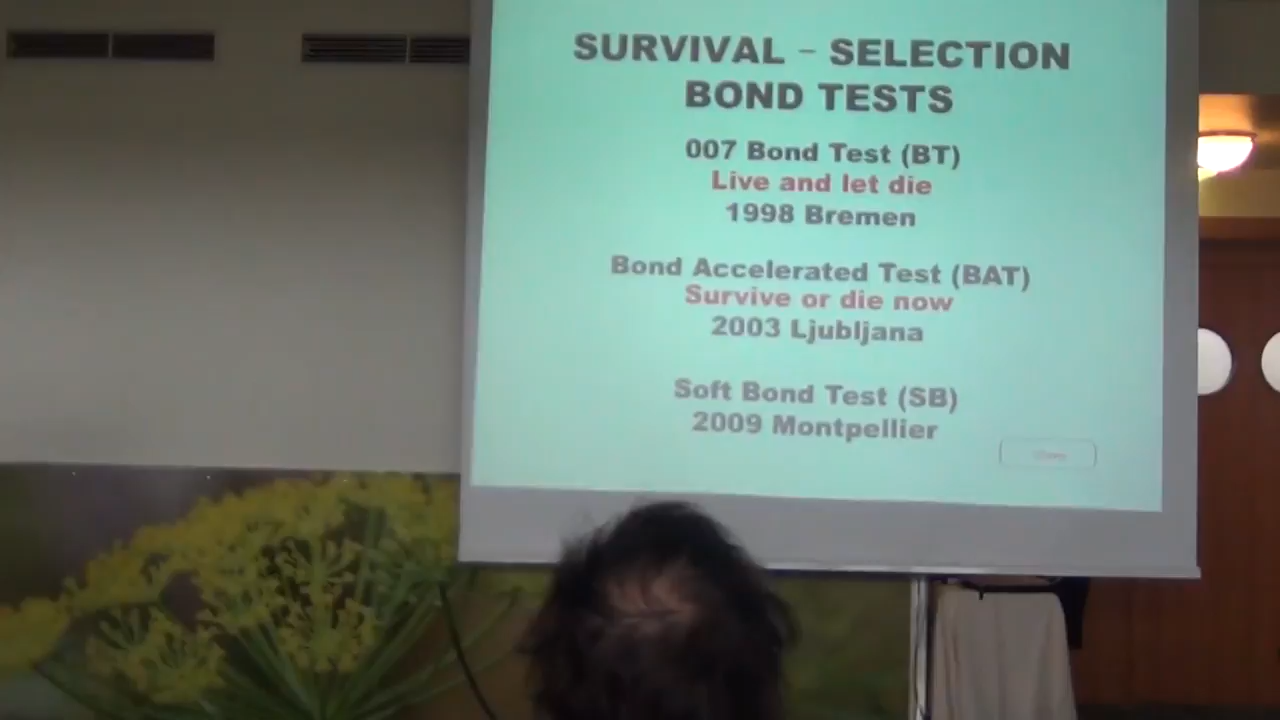 SURVIVAL – SELECTION
BOND TESTS
007 Bond Test (BT)
Live and let die
1998 Bremen
Bond Accelerated Test (BAT)
Survive or die now
2003 Ljubljana
Soft Bond Test (SB)
2009 Montpellier